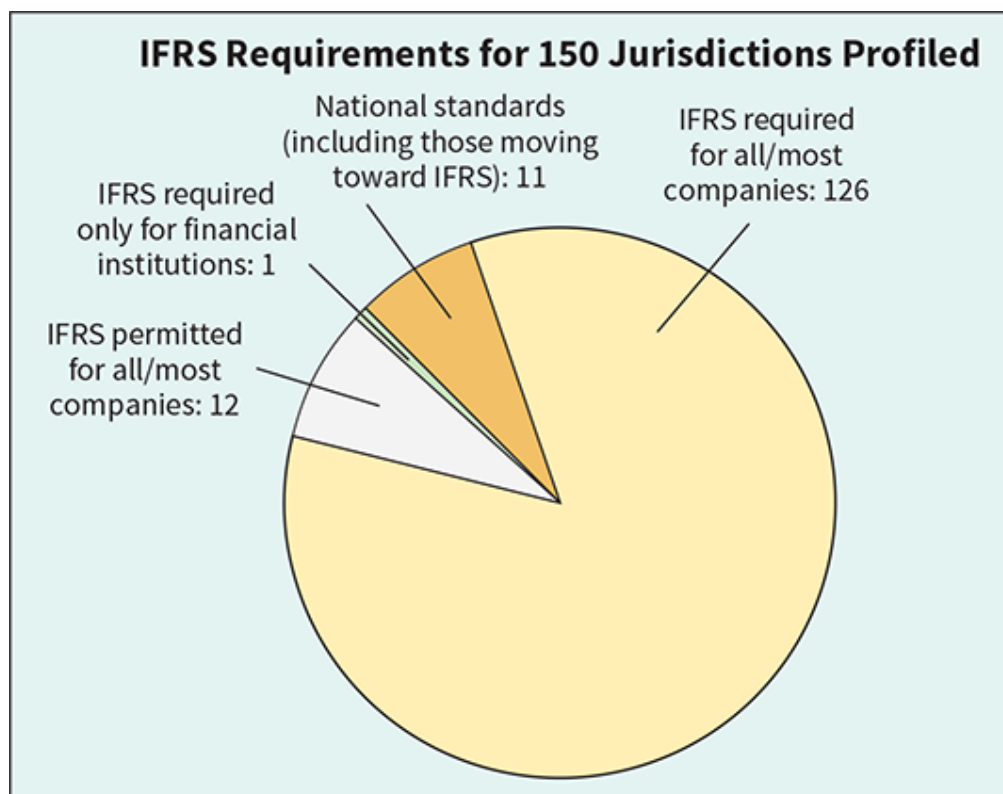 IFRS Requirements for 150 Jurisdictions Profiled
National standards
(including those moving
toward IFRS): 11
IFRS required
for all/most
companies: 126
IFRS required
only for financial
institutions: 1
IFRS permitted
for all/most
companies: 12